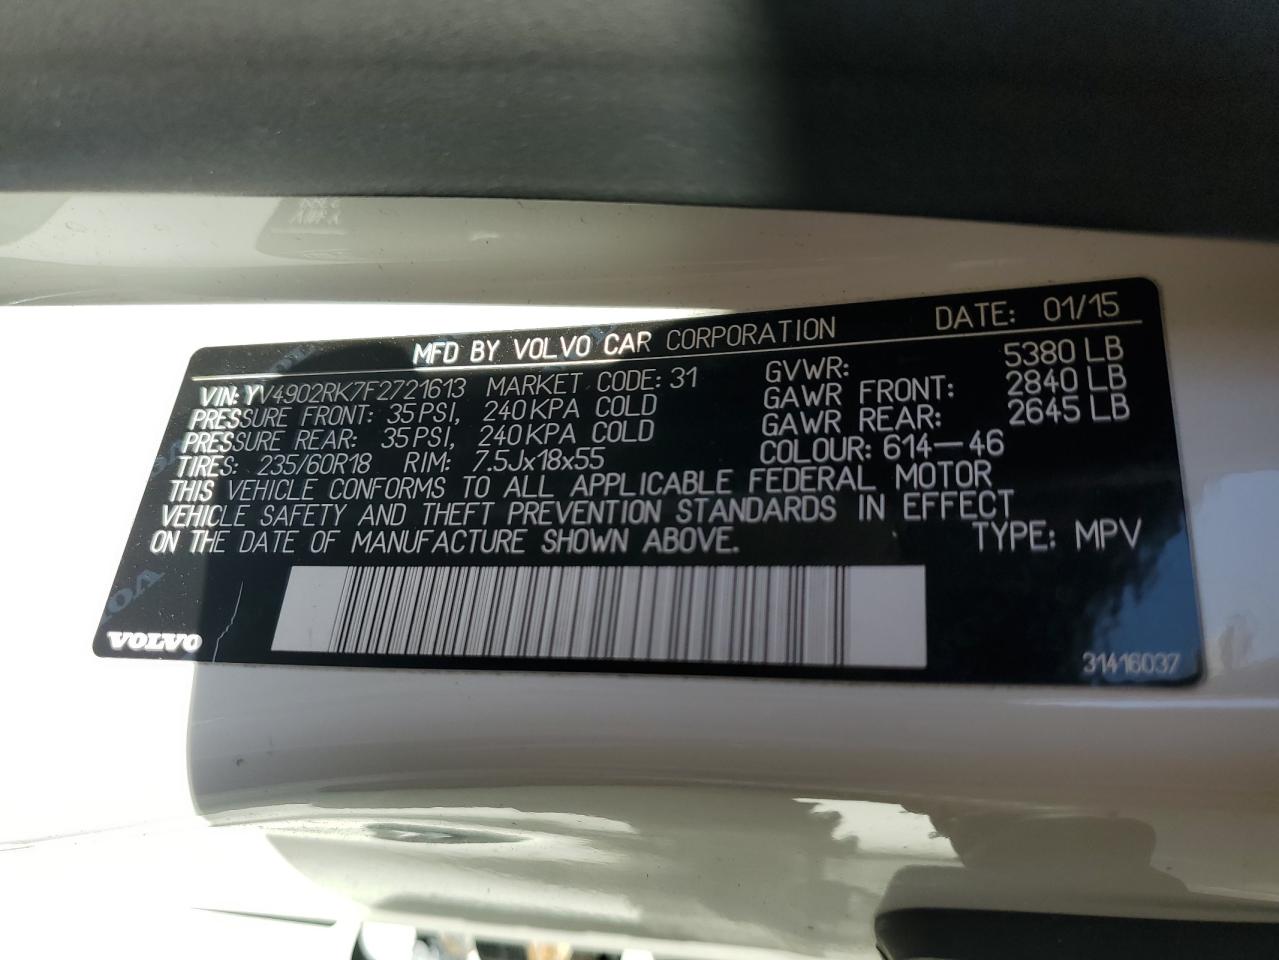 MFD BY VOLVO CAR CORPORATION DATE: 01/15
VIN: YV4902RK7F2721613 MARKET CODE: 31 GVWR: 5380 LB
PRESSURE FRONT: 35 PSI, 240 KPA COLD GAWR FRONT: 2840 LB
PRESSURE REAR: 35 PSI, 240 KPA COLD GAWR REAR: 2645 LB
TIRES: 235/60R18 RIM: 7.5Jx18x55 COLOUR: 614-46
THIS VEHICLE CONFORMS TO ALL APPLICABLE FEDERAL MOTOR
VEHICLE SAFETY AND THEFT PREVENTION STANDARDS IN EFFECT
ON THE DATE OF MANUFACTURE SHOWN ABOVE. TYPE: MPV
VOLVO 31416037